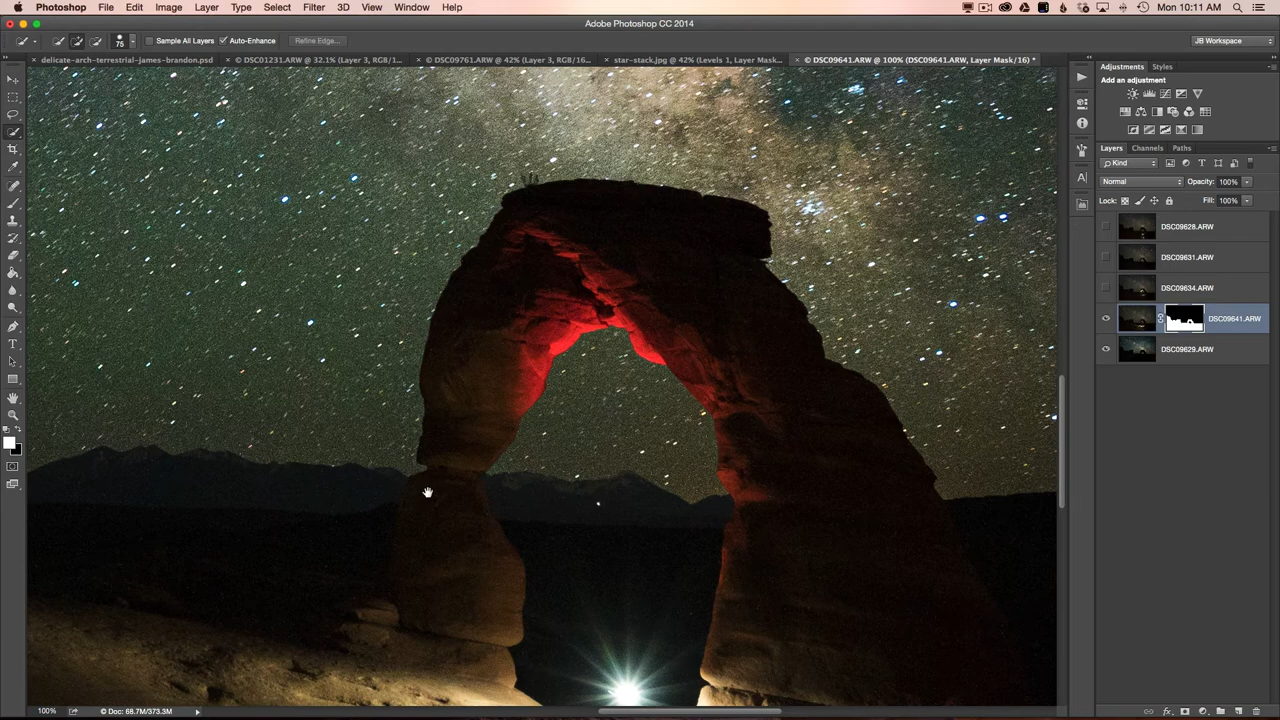 Photoshop File Edit Image Layer Type Select Filter 3D View Window Help Mon 10:11 AM
Adobe Photoshop CC 2014
75 Sample All Layers Auto-Enhance Refine Edge... JB Workspace
delicate-arch-terrestrial-james-brandon.psd © DSC01231.ARW @ 32.1% (Layer 3, RGB/1... © DSC09761.ARW @ 42% (Layer 3, RGB/16... star-stack.jpg @ 42% (Levels 1, Layer Mask... © DSC09641.ARW @ 100% (DSC09641.ARW, Layer Mask/16) *
Adjustments Styles
Add an adjustment
Layers Channels Paths
Kind
Normal Opacity: 100%
Lock: Fill: 100%
DSC09628.ARW
DSC09631.ARW
DSC09634.ARW
DSC09641.ARW
DSC09629.ARW
100% Doc: 68.7M/373.3M